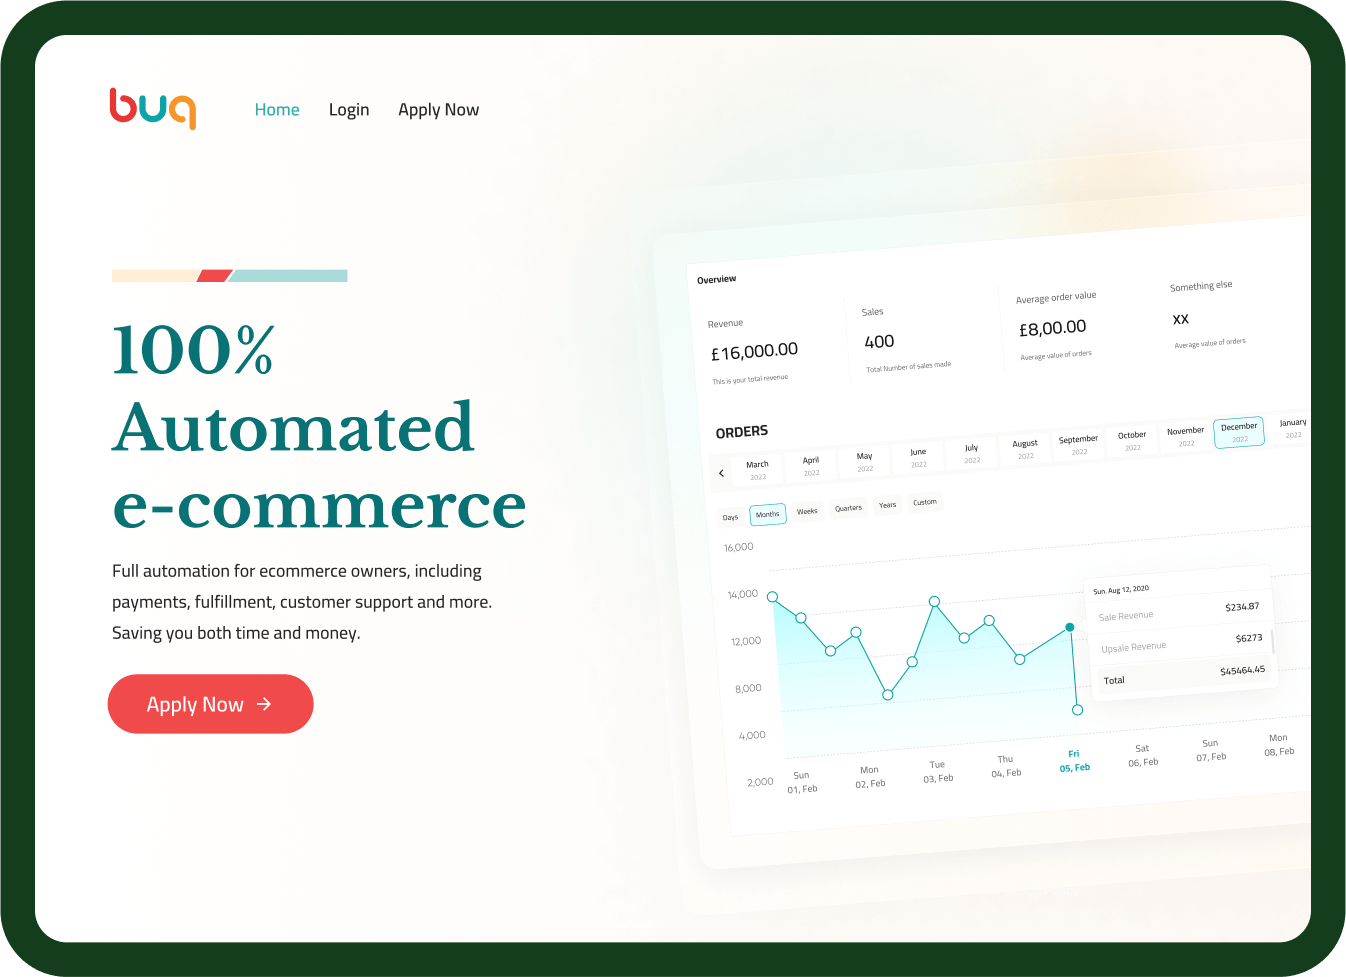 buq
Home Login Apply Now
100%
Automated
e-commerce
Full automation for ecommerce owners, including
payments, fulfillment, customer support and more.
Saving you both time and money.
Apply Now →
Overview
Revenue
£16,000.00
This is your total revenue
Sales
400
Total Number of sales made
Average order value
£8,00.00
Average value of orders
Something else
XX
Average value of orders
ORDERS
March April May June July August September October November December January
2022 2022 2022 2022 2022 2022 2022 2022 2022 2022 2022
Days Months Weeks Quarters Years Custom
16,000
14,000
12,000
8,000
4,000
2,000
Sun. Aug 12, 2020
Sale Revenue $234.87
Upsale Revenue $6273
Total $45464.45
Sun Mon Tue Thu Fri Sat Sun Mon
01, Feb 02, Feb 03, Feb 04, Feb 05, Feb 06, Feb 07, Feb 08, Feb